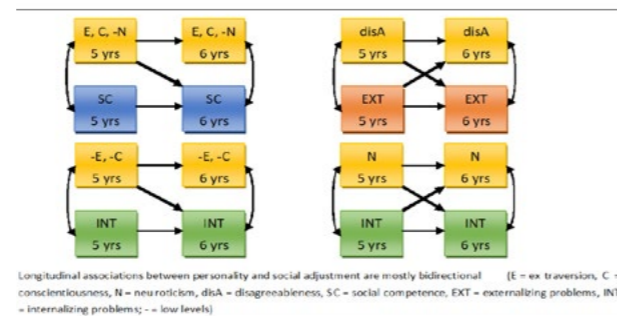 E, C, -N
5 yrs
E, C, -N
6 yrs
disA
5 yrs
disA
6 yrs
SC
5 yrs
SC
6 yrs
EXT
5 yrs
EXT
6 yrs
-E, -C
5 yrs
-E, -C
6 yrs
N
5 yrs
N
6 yrs
INT
5 yrs
INT
6 yrs
INT
5 yrs
INT
6 yrs
Longitudinal associations between personality and social adjustment are mostly bidirectional (E = ex traversion, C =
conscientiousness, N = neuroticism, disA = disagreeableness, SC = social competence, EXT = externalizing problems, INT
= internalizing problems; - = low levels)